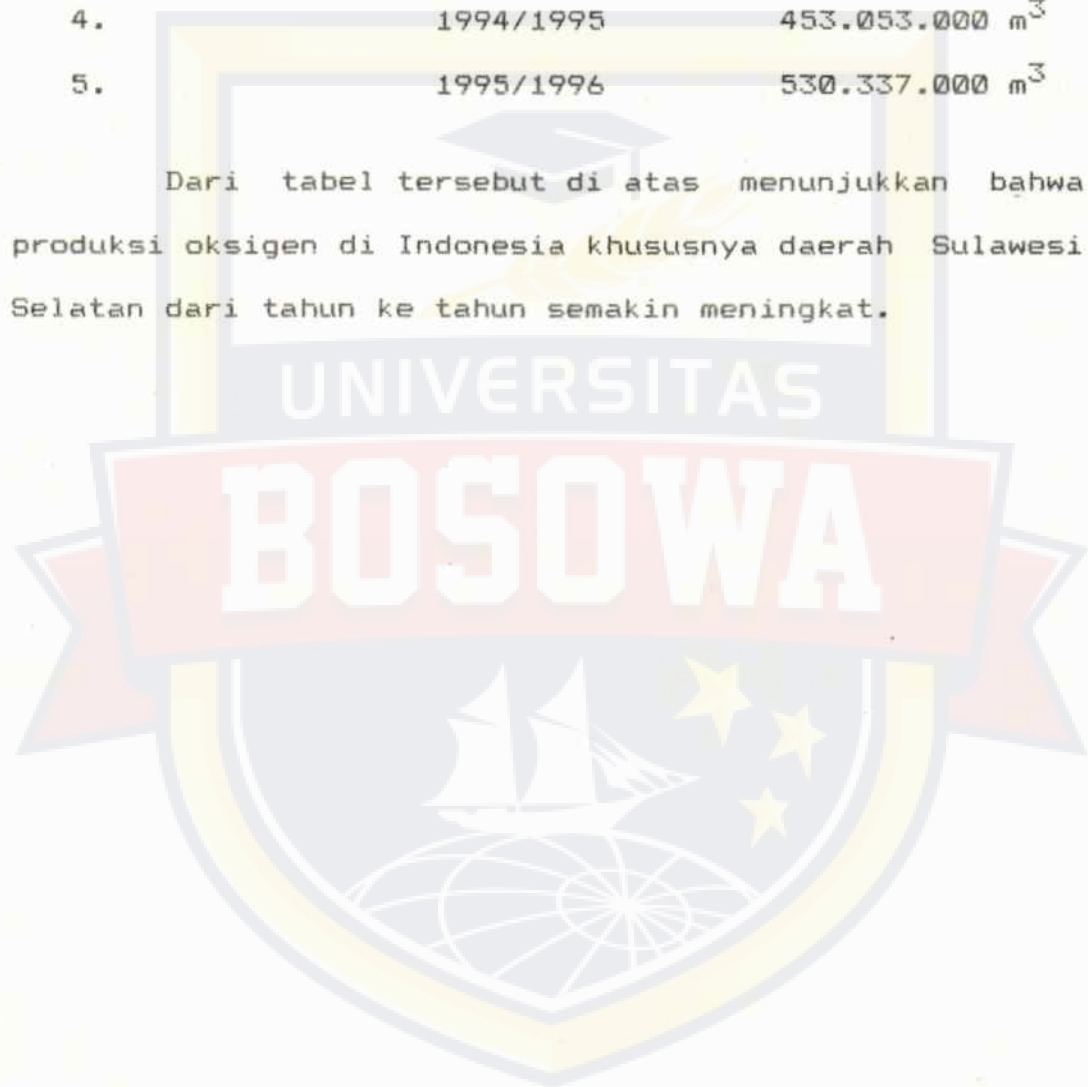 4. 1994/1995 453.053.000 m³
5. 1995/1996 530.337.000 m³
Dari tabel tersebut di atas menunjukkan bahwa
produksi oksigen di Indonesia khususnya daerah Sulawesi
Selatan dari tahun ke tahun semakin meningkat.
UNIVERSITAS
BOSOWA